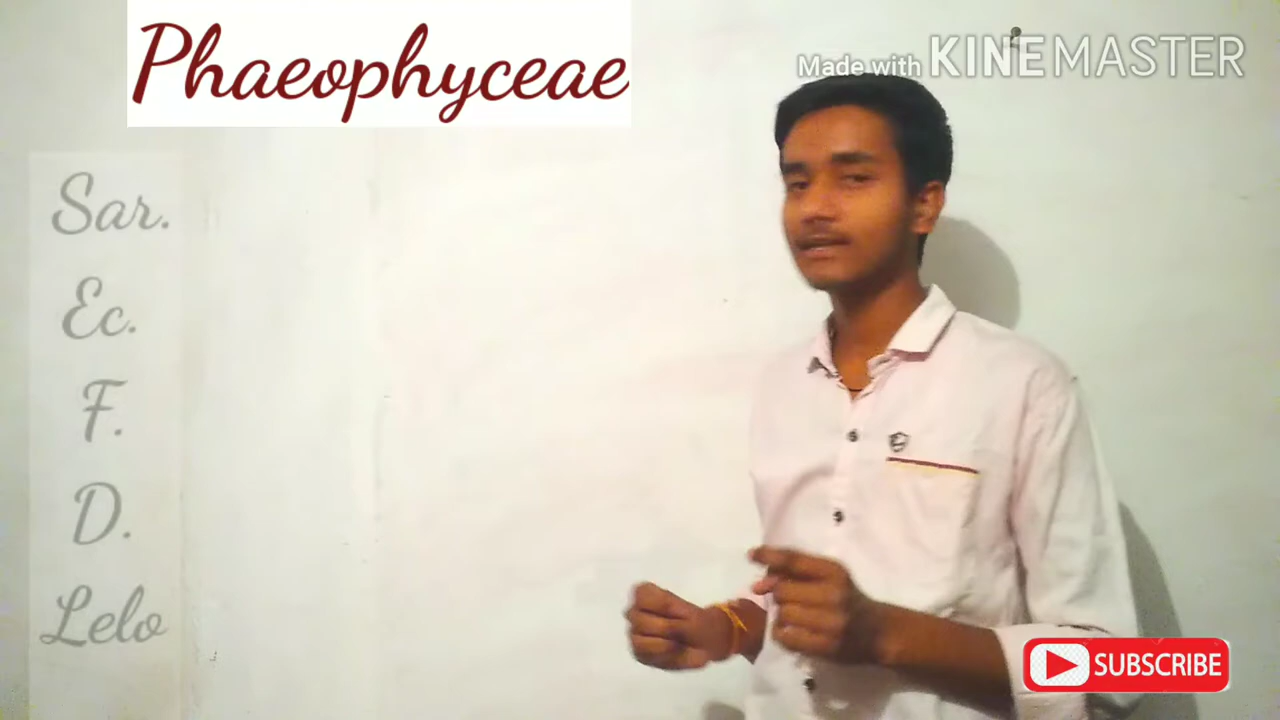 Phaeophyceae
Made with KINEMASTER
Sar.
Ec.
F.
D.
Lelo
SUBSCRIBE